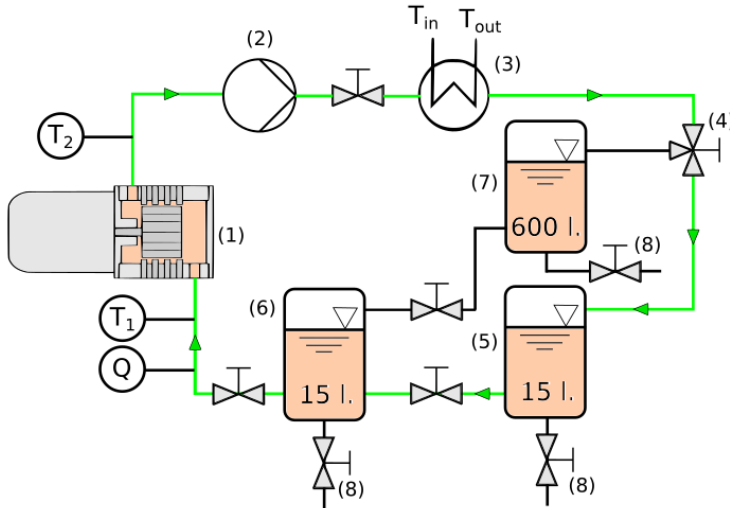 T_in T_out
(2)
(3)
(4)
T_2
(7)
600 l.
(1)
(8)
(6)
T_1
(5)
Q
15 l.
15 l.
(8)
(8)